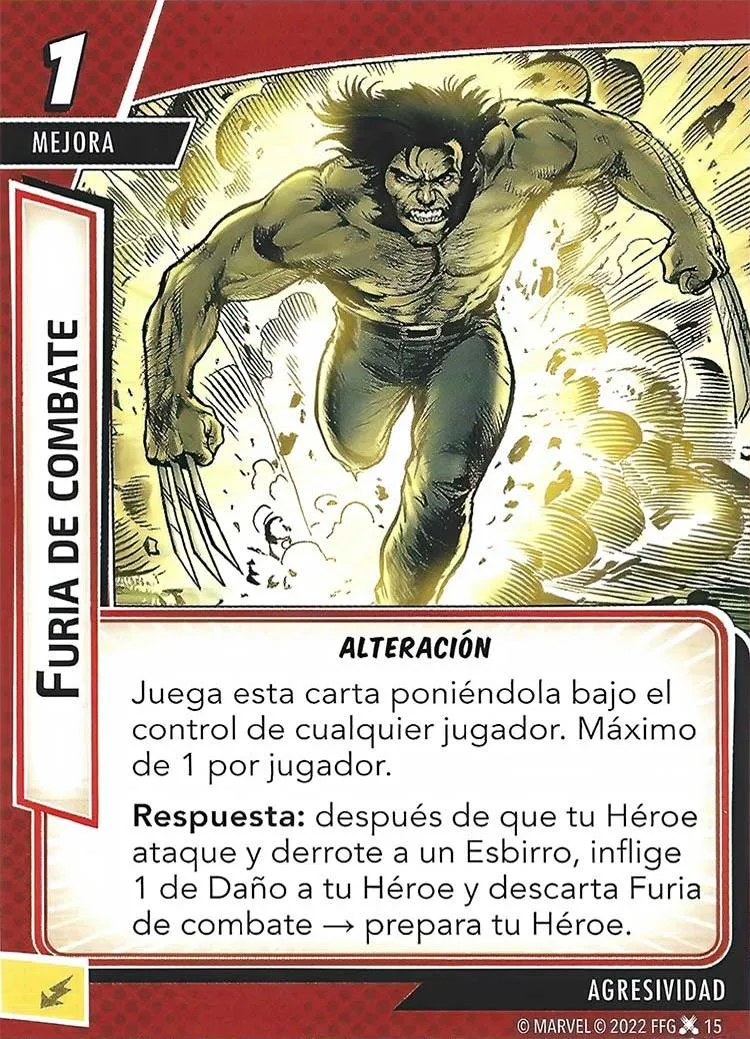 1
MEJORA
FURIA DE COMBATE
ALTERACIÓN
Juega esta carta poniéndola bajo el
control de cualquier jugador. Máximo
de 1 por jugador.
Respuesta: después de que tu Héroe
ataque y derrote a un Esbirro, inflige
1 de Daño a tu Héroe y descarta Furia
de combate → prepara tu Héroe.
AGRESIVIDAD
© MARVEL © 2022 FFG 15